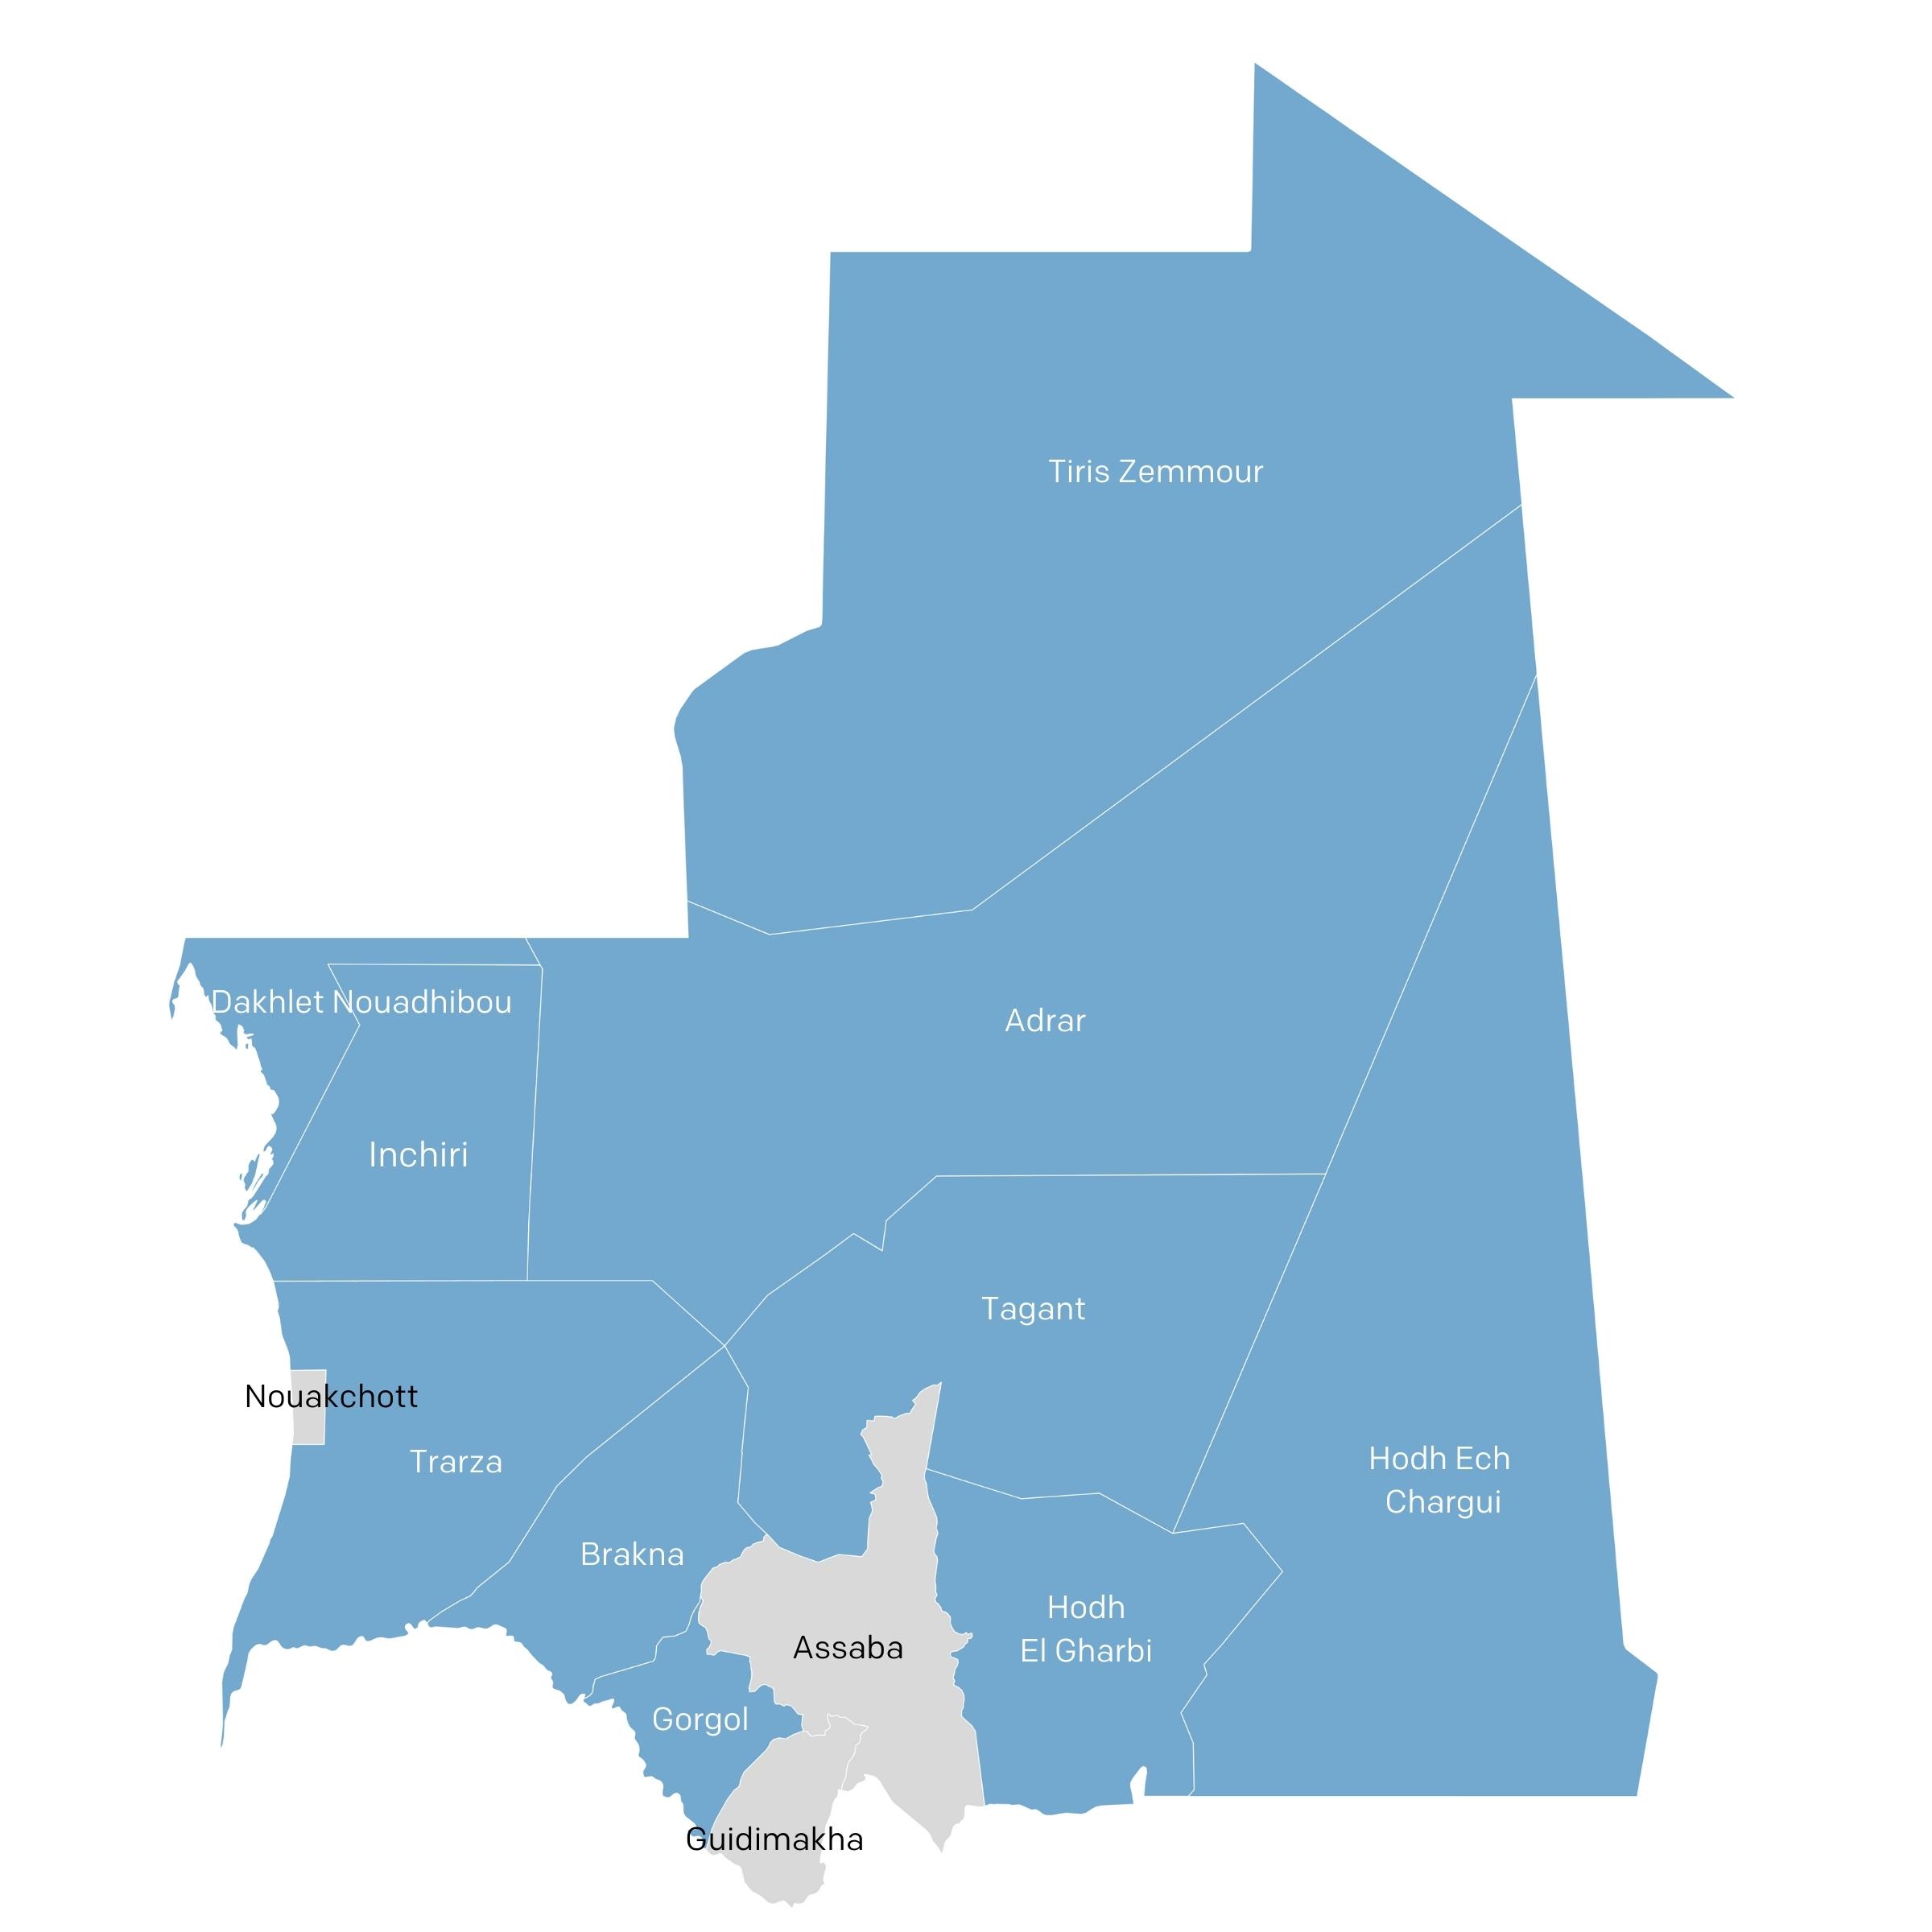 Tiris Zemmour
Dakhlet Nouadhibou
Adrar
Inchiri
Tagant
Nouakchott
Trarza
Hodh Ech
Chargui
Brakna
Hodh
El Gharbi
Assaba
Gorgol
Guidimakha